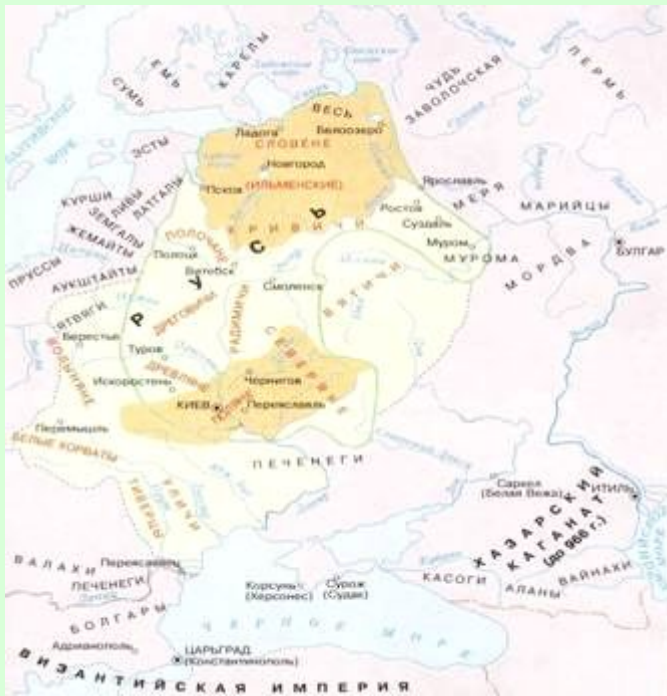 СУМЬ
ЕМЬ
КАРЕЛЫ
ЧУДЬ
ЗАВОЛОЧСКАЯ
ПЕРМЬ
ВЕСЬ
Ладога
Белоозеро
СЛОВЕНЕ
Новгород
Псков
(ИЛЬМЕНСКИЕ)
ЭСТЫ
КУРШИ
ЛИВЫ
ЛАТГАЛЫ
ЗЕМГАЛЫ
ЖЕМАЙТЫ
ПРУССЫ
АУКШТАЙТЫ
ЯТВЯГИ
Ярославль
МЕРЯ
Ростов
Суздаль
Муром
МУРОМА
МАРИЙЦЫ
МОРДВА
БУЛГАР
КРИВИЧИ
РУСЬ
ПОЛОЧАНЕ
Полоцк
Витебск
Смоленск
ВЯТИЧИ
ДРЕГОВИЧИ
РАДИМИЧИ
СЕВЕРЯНЕ
Берестье
ВОЛЫНЯНЕ
Туров
ДРЕВЛЯНЕ
Искоростень
Чернигов
КИЕВ
ПОЛЯНЕ
Переяславль
Перемышль
БЕЛЫЕ ХОРВАТЫ
ТИВЕРЦЫ
УЛИЧИ
ПЕЧЕНЕГИ
Саркел
(Белая Вежа)
ИТИЛЬ
ХАЗАРСКИЙ
КАГАНАТ
(до 966 г.)
ВАЛАХИ
Переяславец
ПЕЧЕНЕГИ
БОЛГАРЫ
Корсунь
(Херсонес)
Сурож
(Судак)
КАСОГИ
АЛАНЫ
ВАЙНАХИ
ЧЕРНОЕ МОРЕ
Адрианополь
ЦАРЬГРАД
(Константинополь)
ВИЗАНТИЙСКАЯ ИМПЕРИЯ